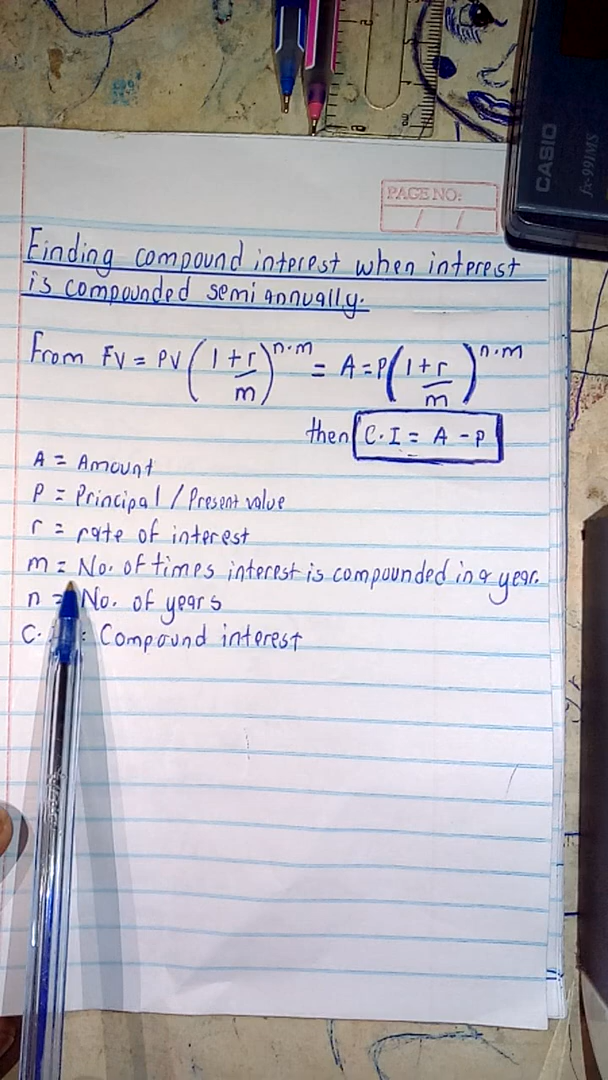 CASIO
fx-991MS
PAGE NO:
/ /
Finding compound interest when interest
is compounded semi annually.
From FV = PV (1+r/m)^n.m = A = P(1+r/m)^n.m
then C.I = A - P
A = Amount
P = Principal / Present value
r = rate of interest
m = No. of times interest is compounded in a year.
n = No. of years
C. : Compound interest